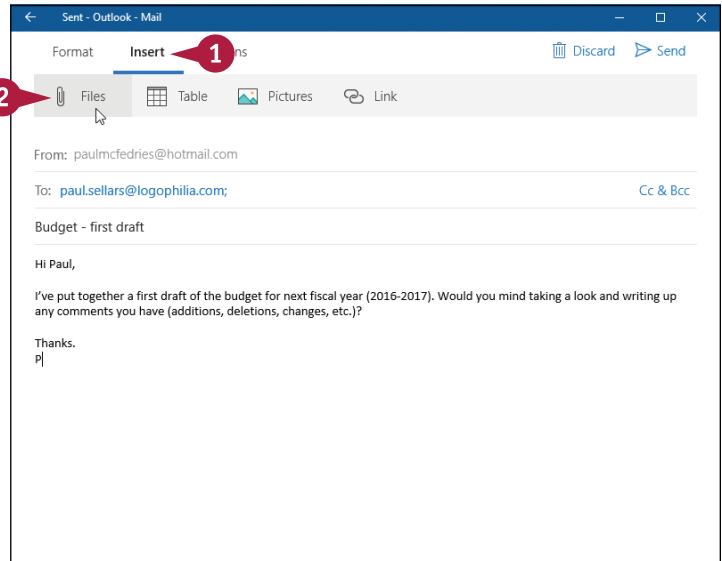 Sent - Outlook - Mail
Format Insert ns Discard Send
1
2
Files Table Pictures Link
From: paulmcfedries@hotmail.com
To: paul.sellars@logophilia.com; Cc & Bcc
Budget - first draft
Hi Paul,
I've put together a first draft of the budget for next fiscal year (2016-2017). Would you mind taking a look and writing up
any comments you have (additions, deletions, changes, etc.)?
Thanks.
P